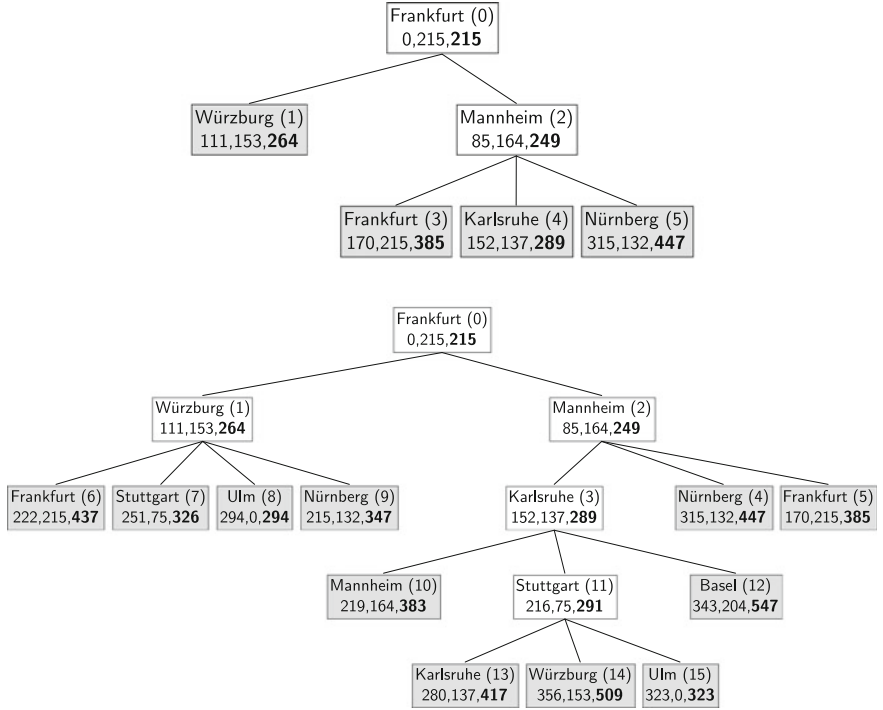 Frankfurt (0)
0,215,215
Würzburg (1)
111,153,264
Mannheim (2)
85,164,249
Frankfurt (3)
170,215,385
Karlsruhe (4)
152,137,289
Nürnberg (5)
315,132,447
Frankfurt (0)
0,215,215
Würzburg (1)
111,153,264
Mannheim (2)
85,164,249
Frankfurt (6)
222,215,437
Stuttgart (7)
251,75,326
Ulm (8)
294,0,294
Nürnberg (9)
215,132,347
Karlsruhe (3)
152,137,289
Nürnberg (4)
315,132,447
Frankfurt (5)
170,215,385
Mannheim (10)
219,164,383
Stuttgart (11)
216,75,291
Basel (12)
343,204,547
Karlsruhe (13)
280,137,417
Würzburg (14)
356,153,509
Ulm (15)
323,0,323